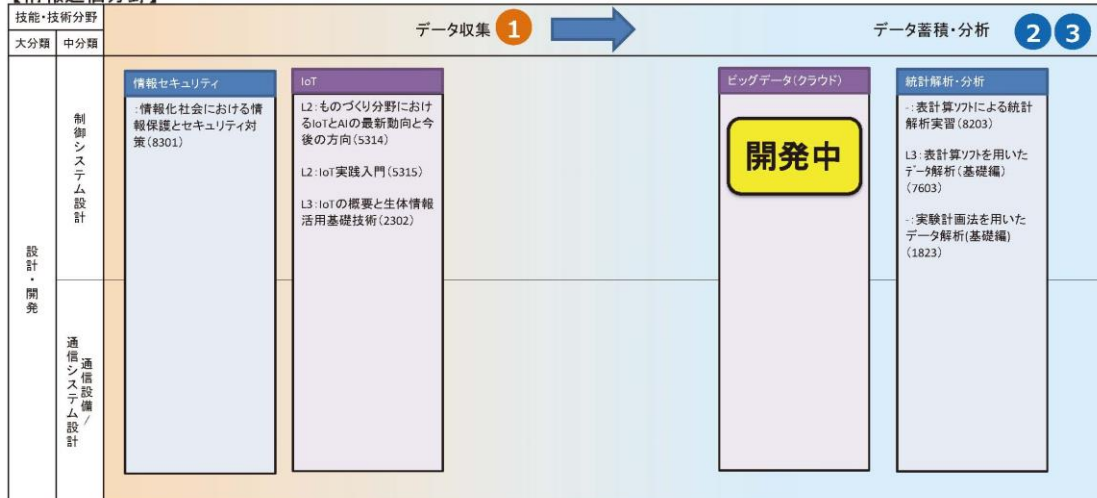 【情報通信分野】
技能・技術分野
大分類
中分類
データ収集
1
データ蓄積・分析
2
3
設計・開発
制御システム設計
通信設備/
通信システム設計
情報セキュリティ
:情報化社会における情
報保護とセキュリティ対
策(8301)
IoT
L2:ものづくり分野におけ
るIoTとAIの最新動向と今
後の方向(5314)
L2:IoT実践入門(5315)
L3:IoTの概要と生体情報
活用基礎技術(2302)
ビッグデータ(クラウド)
開発中
統計解析・分析
-:表計算ソフトによる統計
解析実習(8203)
L3:表計算ソフトを用いた
データ解析(基礎編)
(7603)
-:実験計画法を用いた
データ解析(基礎編)
(1823)